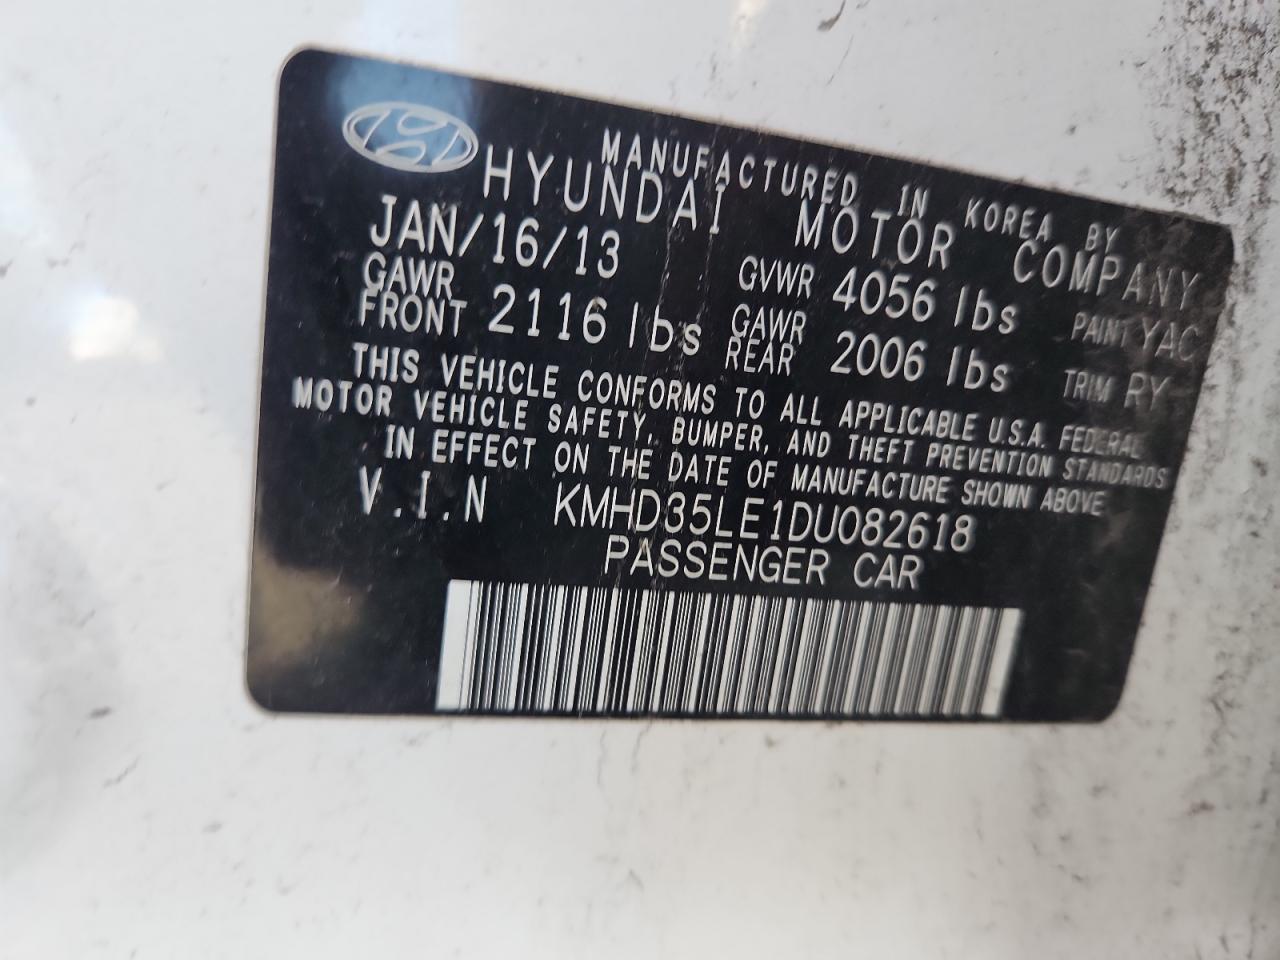 MANUFACTURED IN KOREA BY
HYUNDAI MOTOR COMPANY
JAN/16/13 GVWR 4056 lbs PAINT YAC
GAWR FRONT 2116 lbs GAWR REAR 2006 lbs TRIM RY
THIS VEHICLE CONFORMS TO ALL APPLICABLE U.S.A. FEDERAL
MOTOR VEHICLE SAFETY, BUMPER, AND THEFT PREVENTION STANDARDS
IN EFFECT ON THE DATE OF MANUFACTURE SHOWN ABOVE
V.I.N KMHD35LE1DU082618
PASSENGER CAR